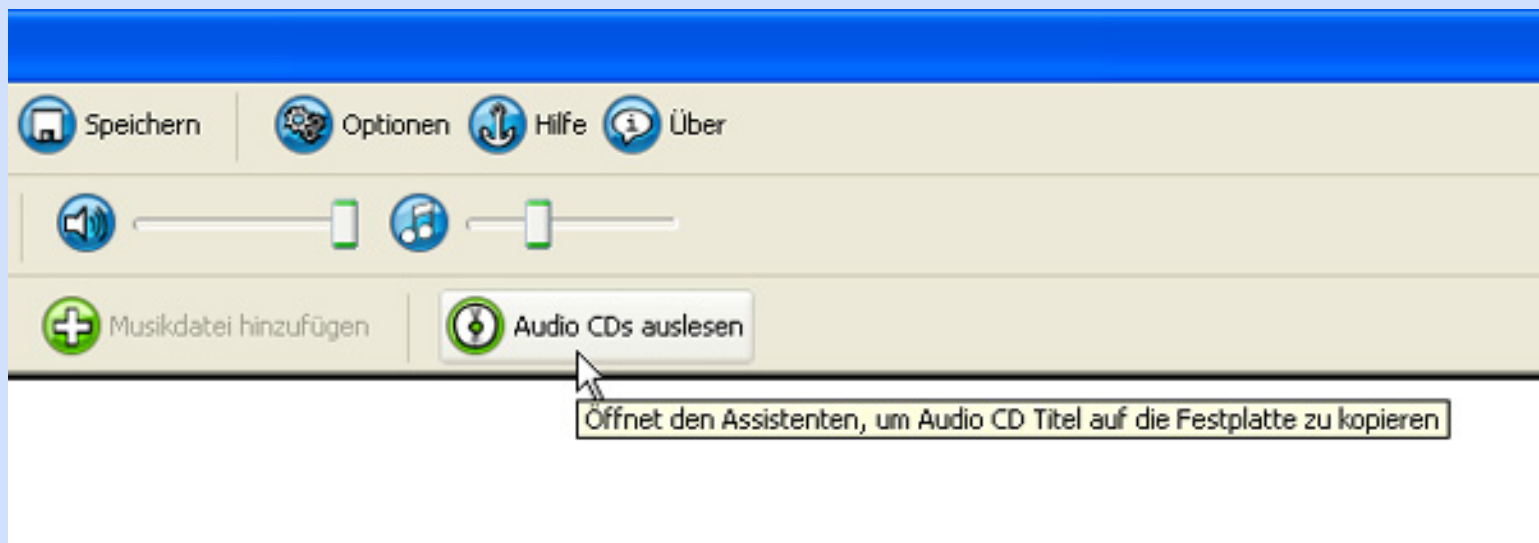 Speichern Optionen Hilfe Über
Musikdatei hinzufügen Audio CDs auslesen
Öffnet den Assistenten, um Audio CD Titel auf die Festplatte zu kopieren